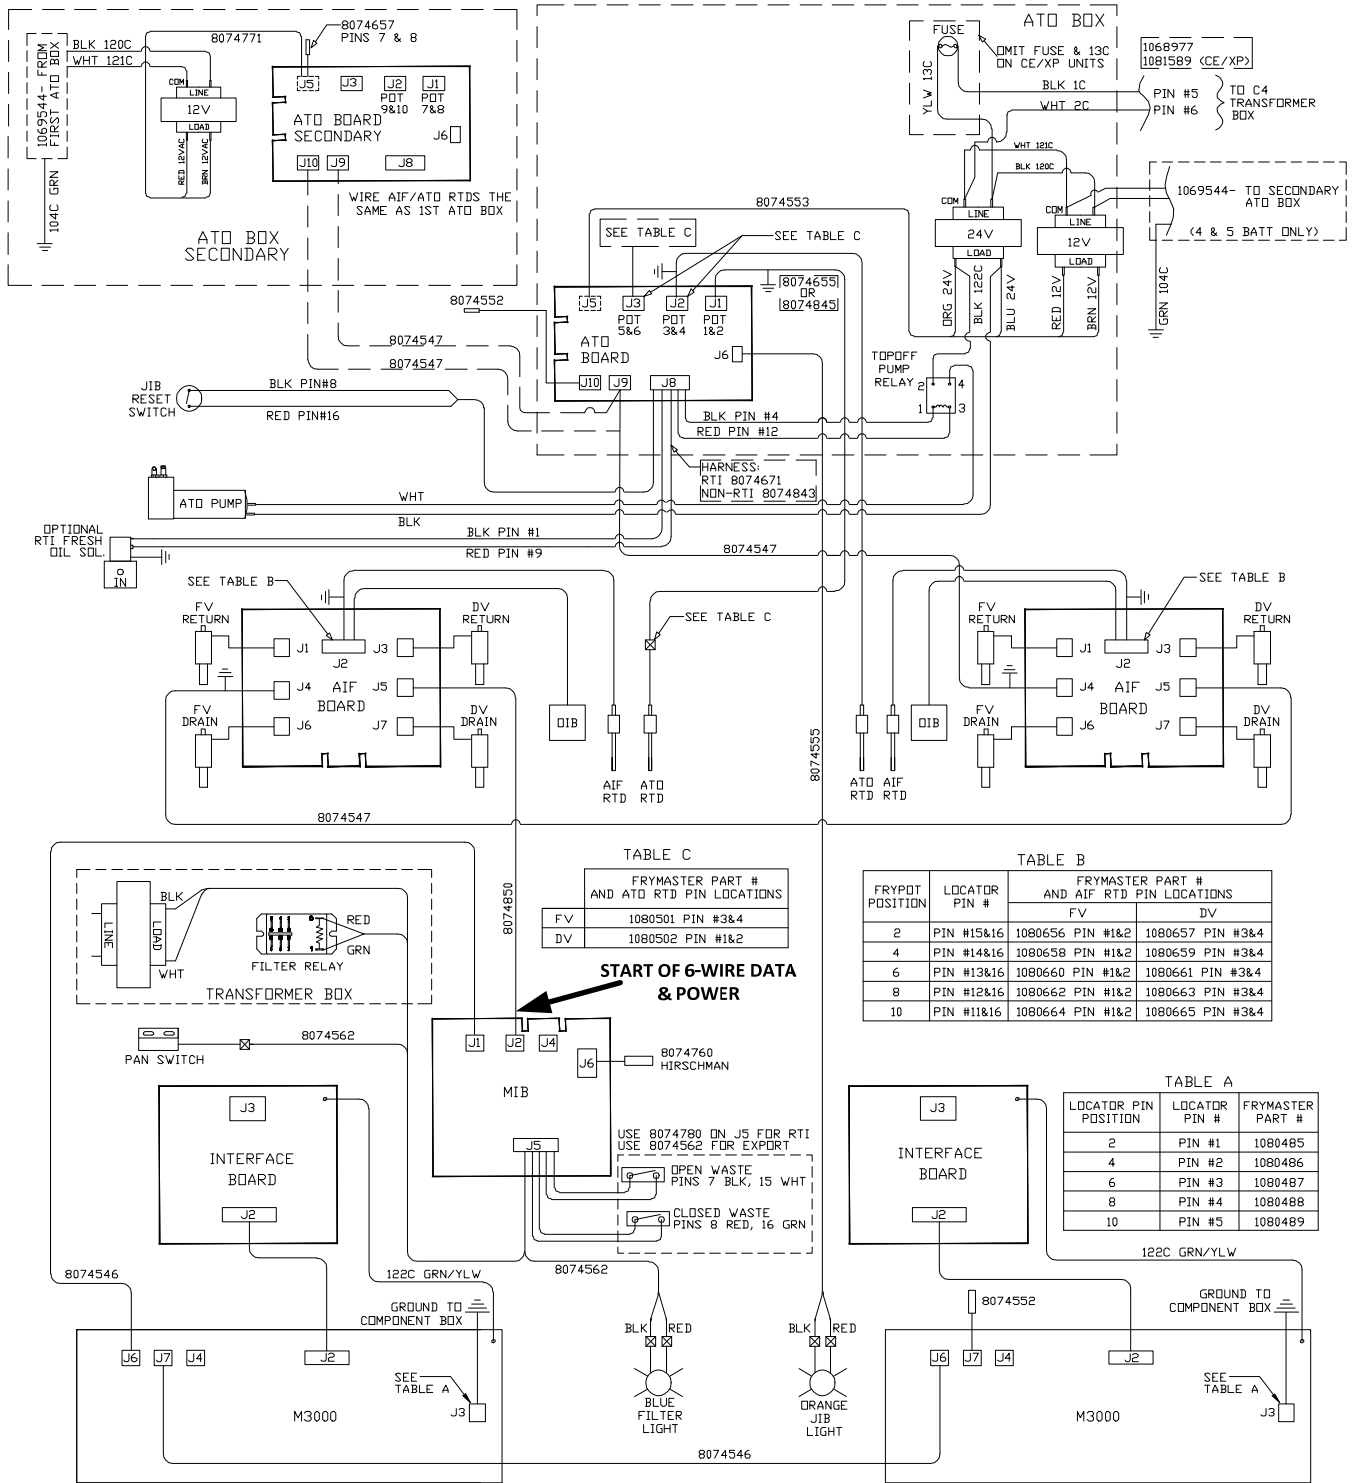 1069544- FROM
FIRST ATO BOX
BLK 120C
WHT 121C
104C GRN
8074771
COM
LINE
12V
LOAD
RED 12VAC
BRN 12VAC
8074657
PINS 7 & 8
J5
J3
J2
J1
POT
9&10
POT
7&8
ATO BOARD
SECONDARY
J6
J10
J9
J8
WIRE AIF/ATO RTDS THE
SAME AS 1ST ATO BOX
ATO BOX
SECONDARY
ATO BOX
FUSE
YLW 13C
OMIT FUSE & 13C
ON CE/XP UNITS
1068977
1081589 (CE/XP)
BLK 1C
WHT 2C
PIN #5
PIN #6
TO C4
TRANSFORMER
BOX
WHT 121C
BLK 120C
1069544- TO SECONDARY
ATO BOX
(4 & 5 BATT ONLY)
GRN 104C
COM
LINE
24V
LOAD
COM
LINE
12V
LOAD
ORG 24V
BLK 122C
BLU 24V
RED 12V
BRN 12V
8074553
SEE TABLE C
SEE TABLE C
8074655
OR
8074845
8074552
J5
J3
J2
J1
POT
5&6
POT
3&4
POT
1&2
ATO
BOARD
J6
J10
J9
J8
TOPOFF
PUMP
RELAY
2
4
1
3
8074547
8074547
JIB
RESET
SWITCH
BLK PIN#8
RED PIN#16
BLK PIN #4
RED PIN #12
HARNESS:
RTI 8074671
NON-RTI 8074843
ATO PUMP
WHT
BLK
OPTIONAL
RTI FRESH
OIL SOL.
O
IN
BLK PIN #1
RED PIN #9
8074547
SEE TABLE B
FV
RETURN
DV
RETURN
J1
J2
J3
J4
AIF
BOARD
J5
J6
J7
FV
DRAIN
DV
DRAIN
OIB
SEE TABLE C
AIF
RTD
ATO
RTD
8074555
ATO
RTD
AIF
RTD
OIB
SEE TABLE B
FV
RETURN
DV
RETURN
J1
J2
J3
J4
AIF
BOARD
J5
J6
J7
FV
DRAIN
DV
DRAIN
8074547
8074850
TABLE C
FRYMASTER PART #
AND ATO RTD PIN LOCATIONS
FV 1080501 PIN #3&4
DV 1080502 PIN #1&2
TABLE B
FRYPOT
POSITION
LOCATOR
PIN #
FRYMASTER PART #
AND AIF RTD PIN LOCATIONS
FV DV
2 PIN #15&16 1080656 PIN #1&2 1080657 PIN #3&4
4 PIN #14&16 1080658 PIN #1&2 1080659 PIN #3&4
6 PIN #13&16 1080660 PIN #1&2 1080661 PIN #3&4
8 PIN #12&16 1080662 PIN #1&2 1080663 PIN #3&4
10 PIN #11&16 1080664 PIN #1&2 1080665 PIN #3&4
LINE
LOAD
BLK
WHT
RED
GRN
FILTER RELAY
TRANSFORMER BOX
START OF 6-WIRE DATA
& POWER
PAN SWITCH
8074562
J1
J2
J4
J6
MIB
J5
8074760
HIRSCHMAN
USE 8074780 ON J5 FOR RTI
USE 8074562 FOR EXPORT
OPEN WASTE
PINS 7 BLK, 15 WHT
CLOSED WASTE
PINS 8 RED, 16 GRN
8074562
J3
INTERFACE
BOARD
J2
J3
INTERFACE
BOARD
J2
TABLE A
LOCATOR PIN
POSITION
LOCATOR
PIN #
FRYMASTER
PART #
2 PIN #1 1080485
4 PIN #2 1080486
6 PIN #3 1080487
8 PIN #4 1080488
10 PIN #5 1080489
8074546
122C GRN/YLW
GROUND TO
COMPONENT BOX
J6
J7
J4
J2
SEE
TABLE A
J3
M3000
BLK
RED
BLUE
FILTER
LIGHT
BLK
RED
ORANGE
JIB
LIGHT
8074546
8074552
122C GRN/YLW
GROUND TO
COMPONENT BOX
J6
J7
J4
J2
SEE
TABLE A
J3
M3000